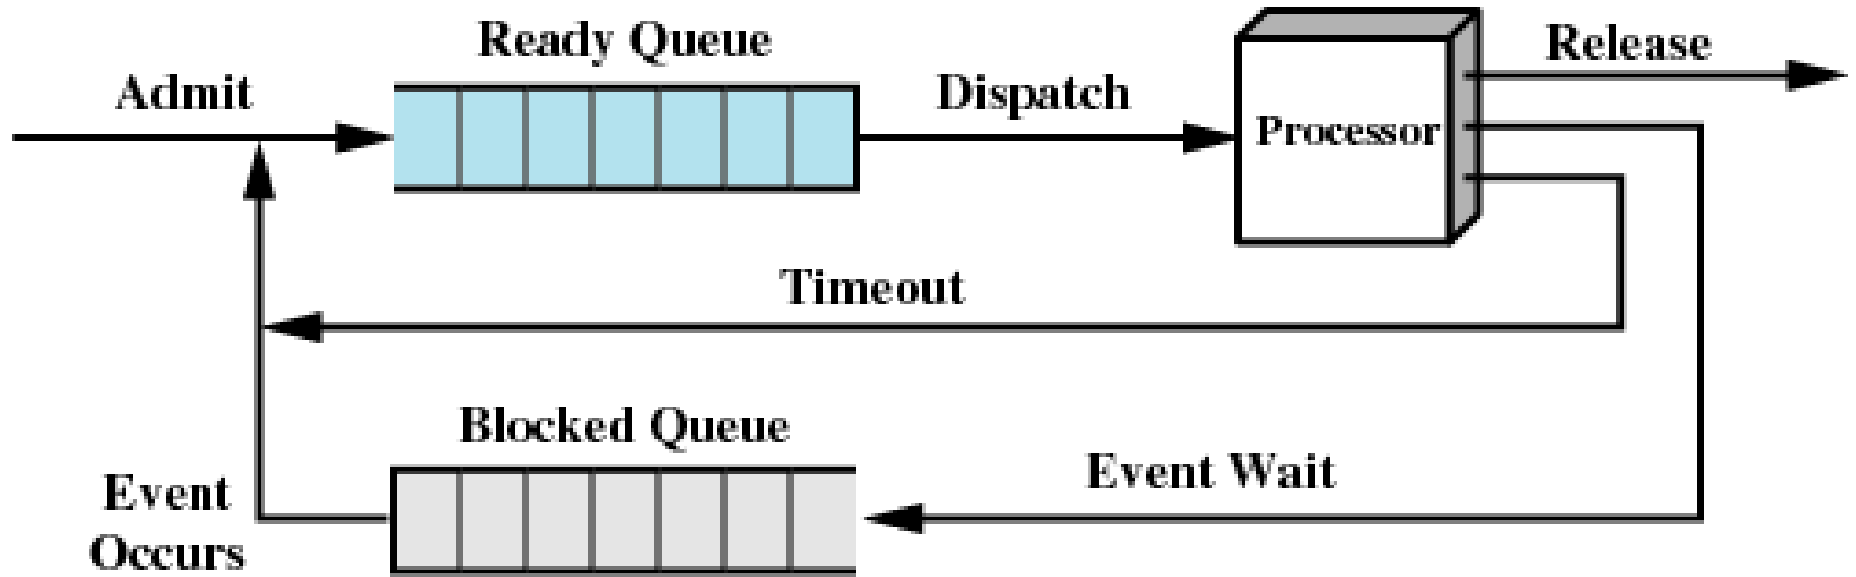 Ready Queue
Release
Admit
Dispatch
Processor
Timeout
Blocked Queue
Event Wait
Event
Occurs